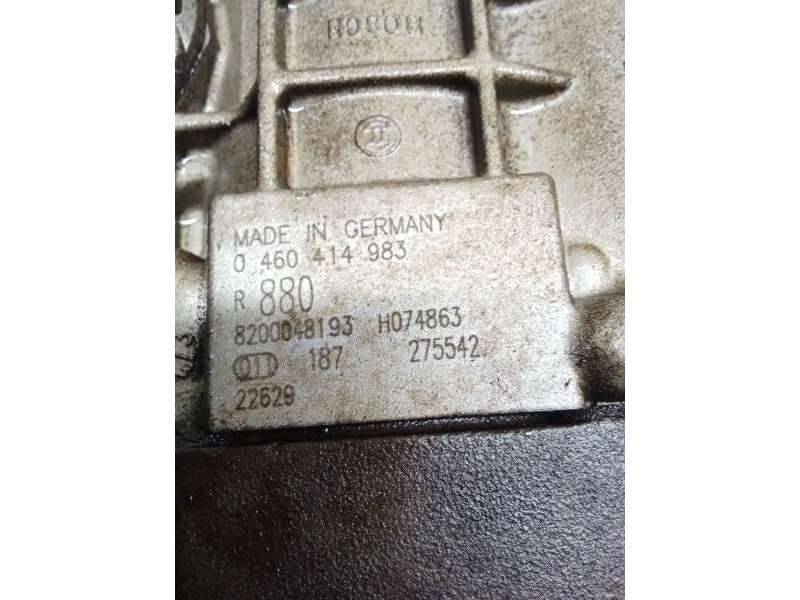 BOSCH
MADE IN GERMANY
0 460 414 983
R 880
8200048193 H074863
187 275542
22629